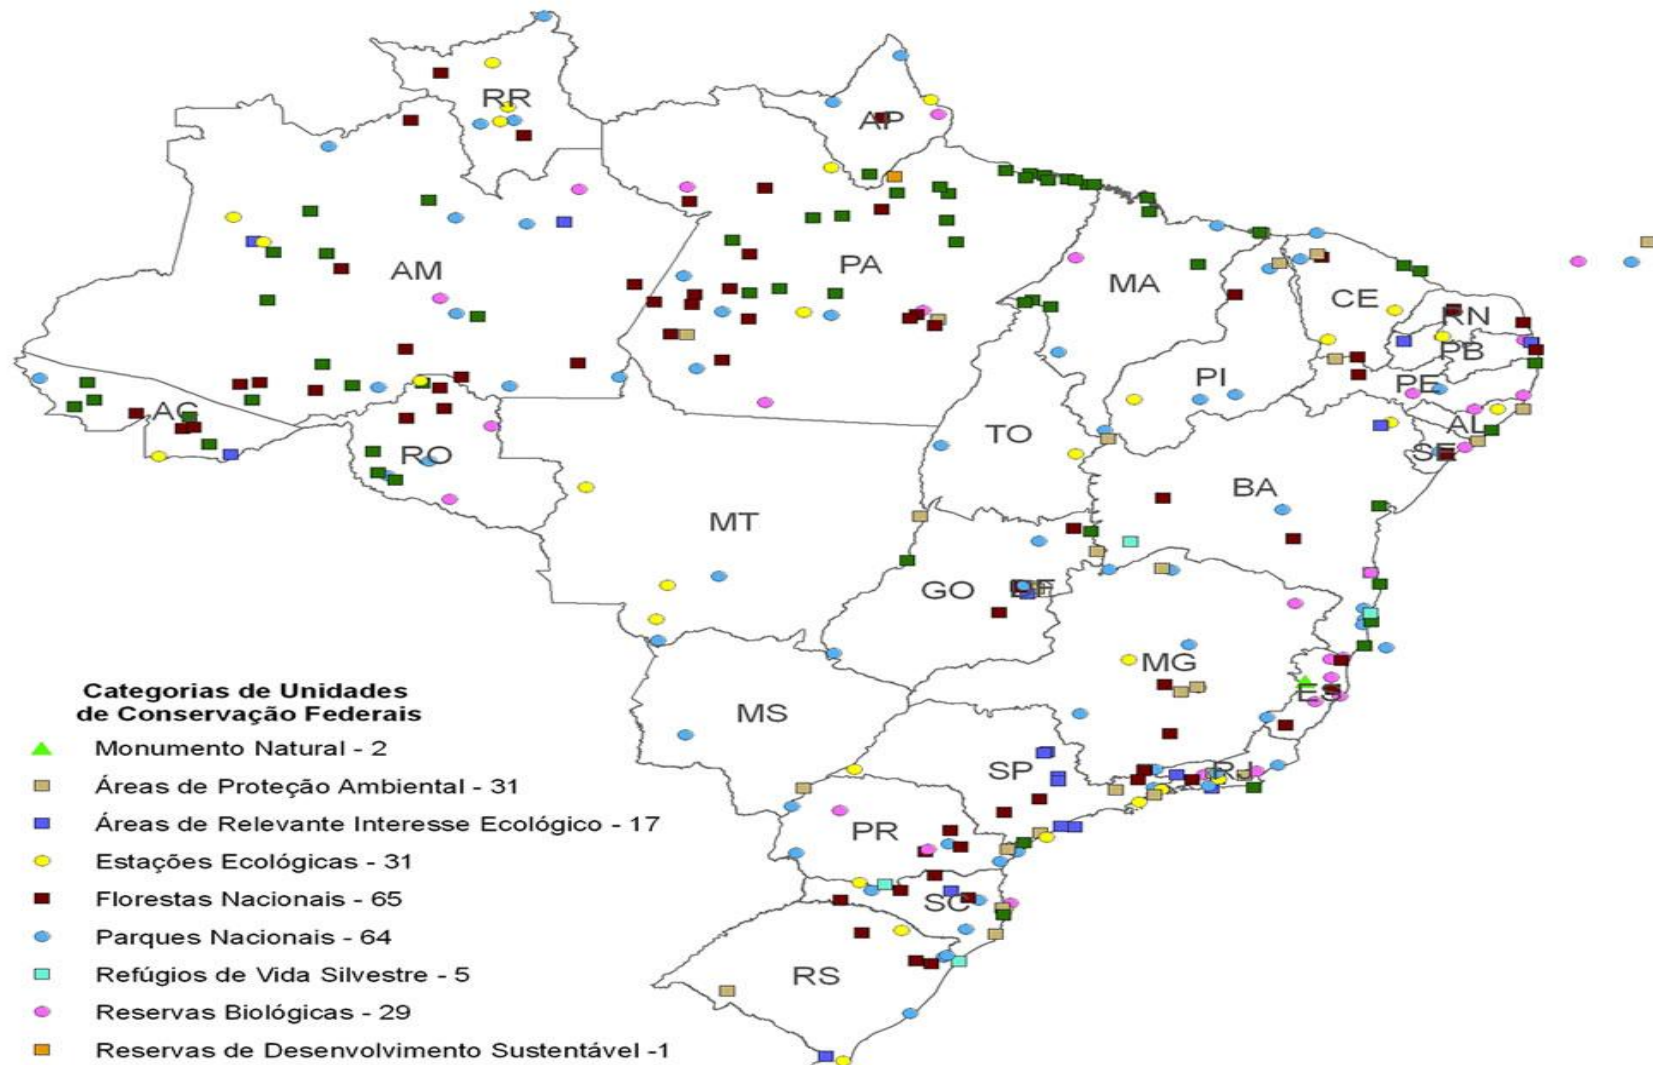 RR
AP
AM
PA
MA
CE
RN
PB
PI
PE
AC
AL
TO
SE
RO
BA
MT
GO
DF
MG
ES
MS
SP
RJ
PR
SC
RS
Categorias de Unidades
de Conservação Federais
Monumento Natural - 2
Áreas de Proteção Ambiental - 31
Áreas de Relevante Interesse Ecológico - 17
Estações Ecológicas - 31
Florestas Nacionais - 65
Parques Nacionais - 64
Refúgios de Vida Silvestre - 5
Reservas Biológicas - 29
Reservas de Desenvolvimento Sustentável -1